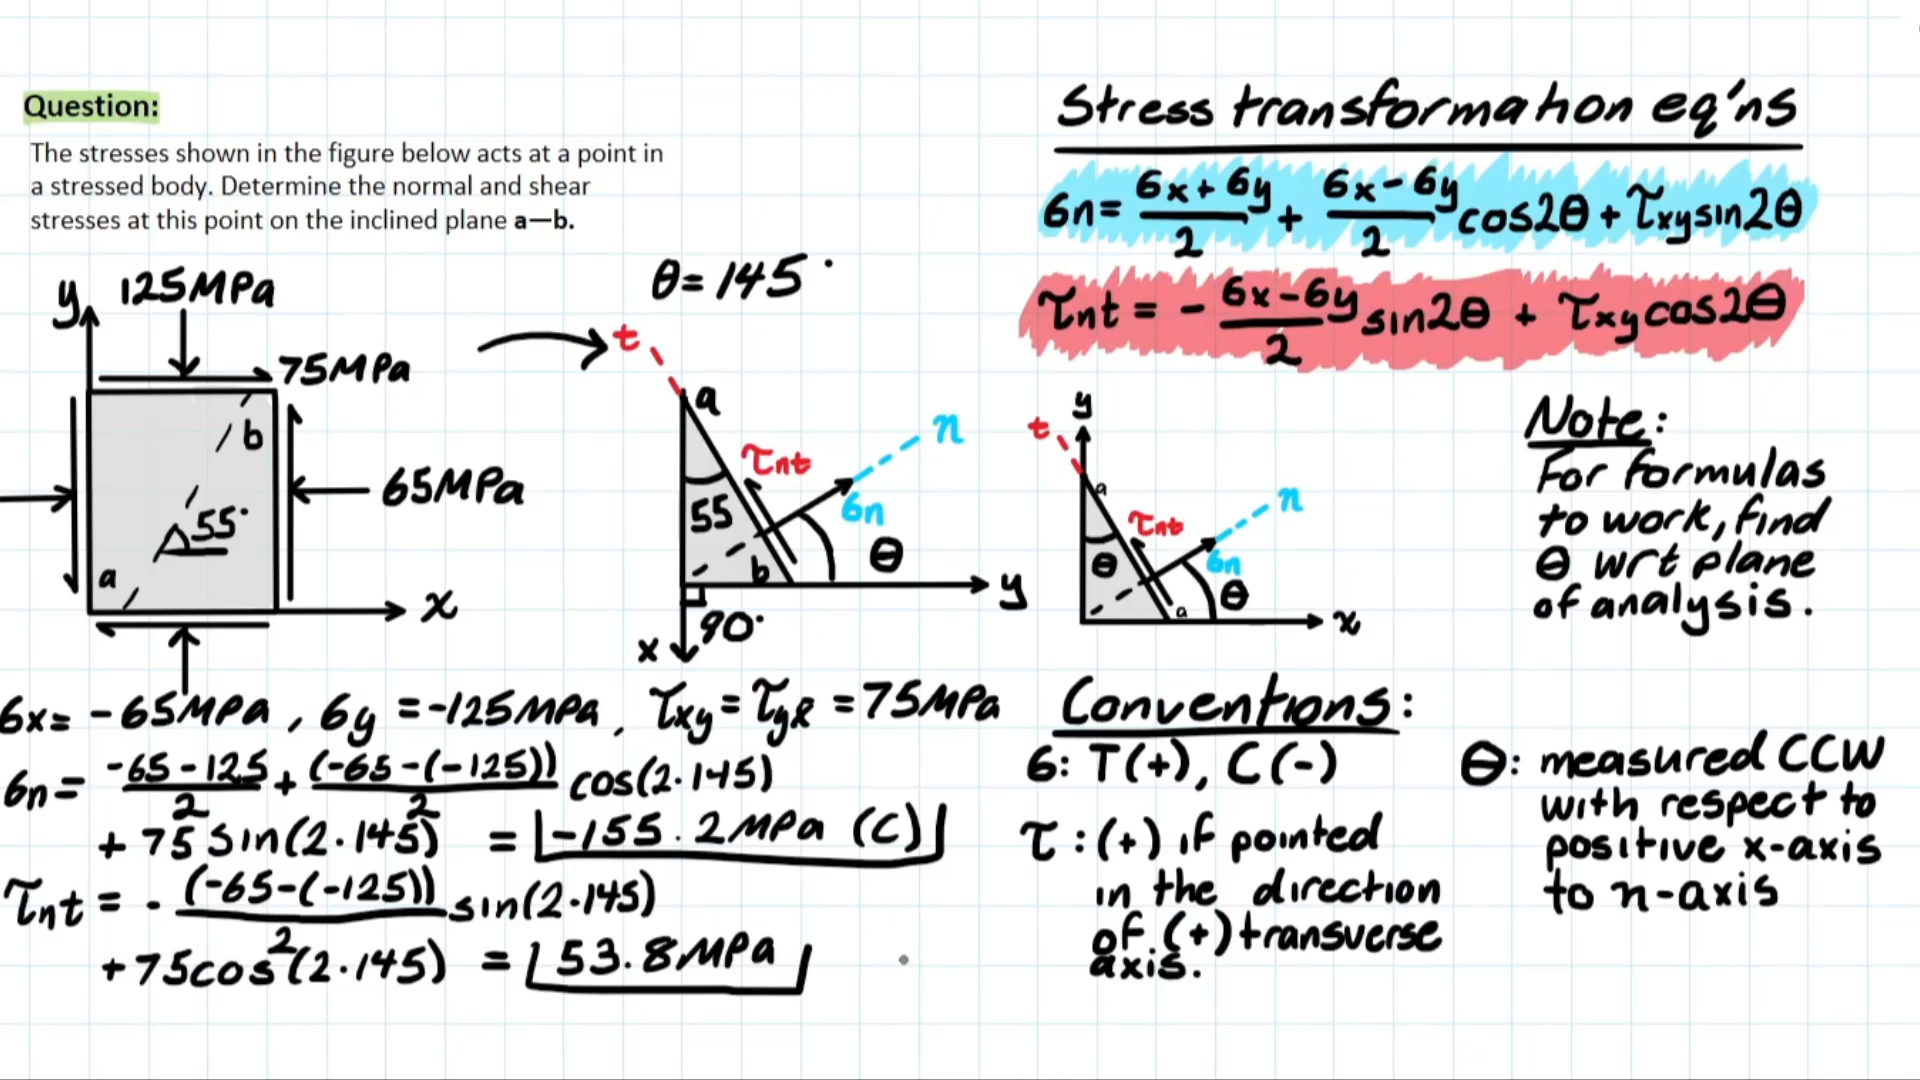 Question:
The stresses shown in the figure below acts at a point in
a stressed body. Determine the normal and shear
stresses at this point on the inclined plane a—b.
y 125MPa
75MPa
b
65MPa
55°
a
x
θ = 145°
t
a
n
τnt
σn
55
θ
b
y
90°
x
σx = -65MPa, σy = -125MPa, τxy = τyx = 75MPa
σn = (-65-125)/2 + (-65-(-125))/2 cos(2·145)
+ 75 sin(2·145) = -155.2MPa (C)
τnt = - (-65-(-125))/2 sin(2·145)
+ 75cos(2·145) = 53.8MPa
Stress transformation eq'ns
σn = (σx + σy)/2 + (σx - σy)/2 cos2θ + τxy sin2θ
τnt = - (σx - σy)/2 sin2θ + τxy cos2θ
y
t
a
n
τnt
σn
θ
θ
a
x
Note:
For formulas
to work, find
θ wrt plane
of analysis.
Conventions:
σ: T(+), C(-)
τ: (+) if pointed
in the direction
of (+) transverse
axis.
θ: measured CCW
with respect to
positive x-axis
to n-axis